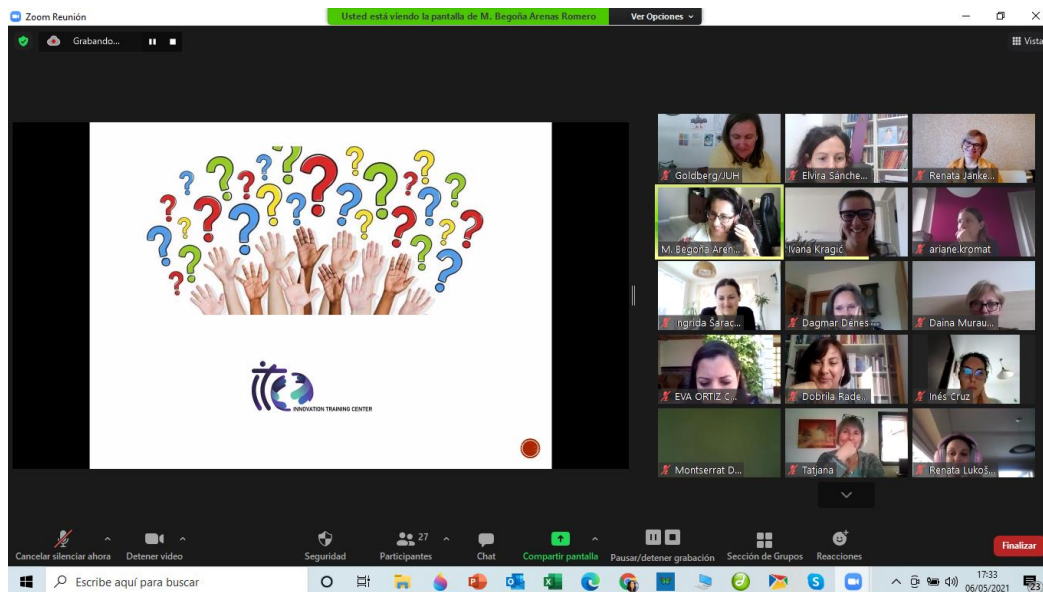 Zoom Reunión
Usted está viendo la pantalla de M. Begoña Arenas Romero
Ver Opciones
Grabando...
Vista
INNOVATION TRAINING CENTER
Goldberg/JUH
Elvira Sánche...
Renata Janke...
M. Begoña Aren...
Ivana Kragić
ariane.kromat
Ingrida Šarac...
Dagmar Dénes
Daina Murau...
EVA ORTIZ C...
Dobrila Rade...
Inés Cruz
Montserrat D...
Tatjana
Renata Lukoš...
Cancelar silenciar ahora
Detener video
Seguridad
27
Participantes
Chat
Compartir pantalla
Pausar/detener grabación
Sección de Grupos
Reacciones
Finalizar
Escribe aquí para buscar
17:33
06/05/2021
23